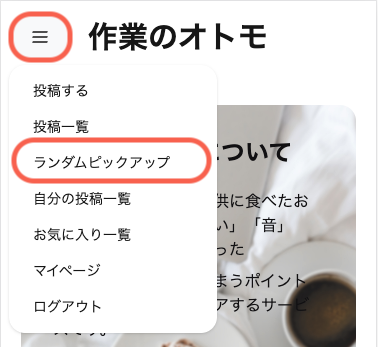 作業のオトモ
投稿する
投稿一覧
ランダムピックアップ
自分の投稿一覧
お気に入り一覧
マイページ
ログアウト
ついて
供に食べたお
い」「音」
った
まうポイント
アするサービ